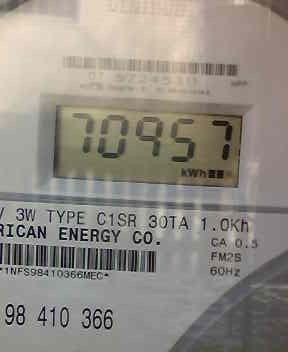 70957
kWh
V 3W TYPE C1SR 30TA 1.0Kh
RICAN ENERGY CO.
CA 0.5
FM2S
*1NFS98410366MEC*
60Hz
98 410 366